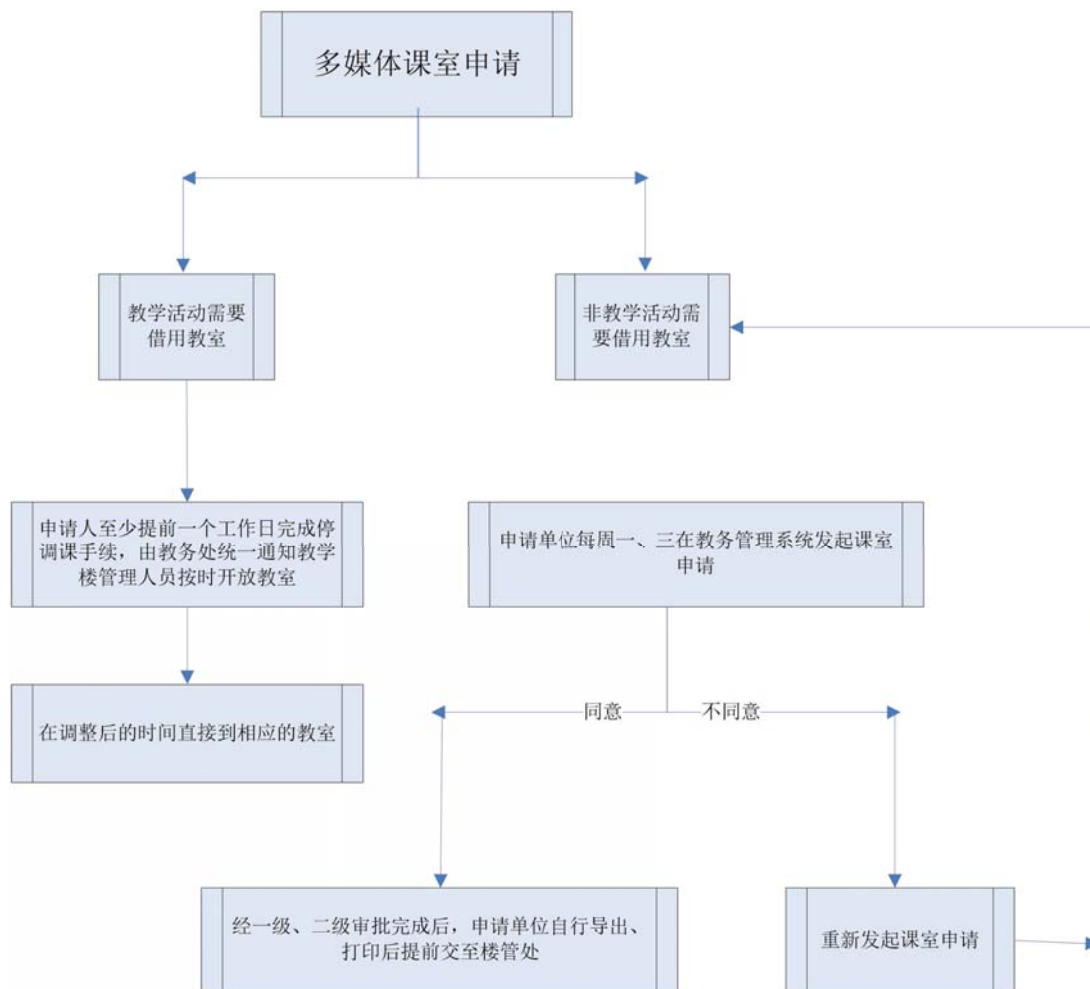 多媒体课室申请
教学活动需要
借用教室
非教学活动需
要借用教室
申请人至少提前一个工作日完成停
调课手续，由教务处统一通知教学
楼管理人员按时开放教室
申请单位每周一、三在教务管理系统发起课室
申请
在调整后的时间直接到相应的教室
同意
不同意
经一级、二级审批完成后，申请单位自行导出、
打印后提前交至楼管处
重新发起课室申请